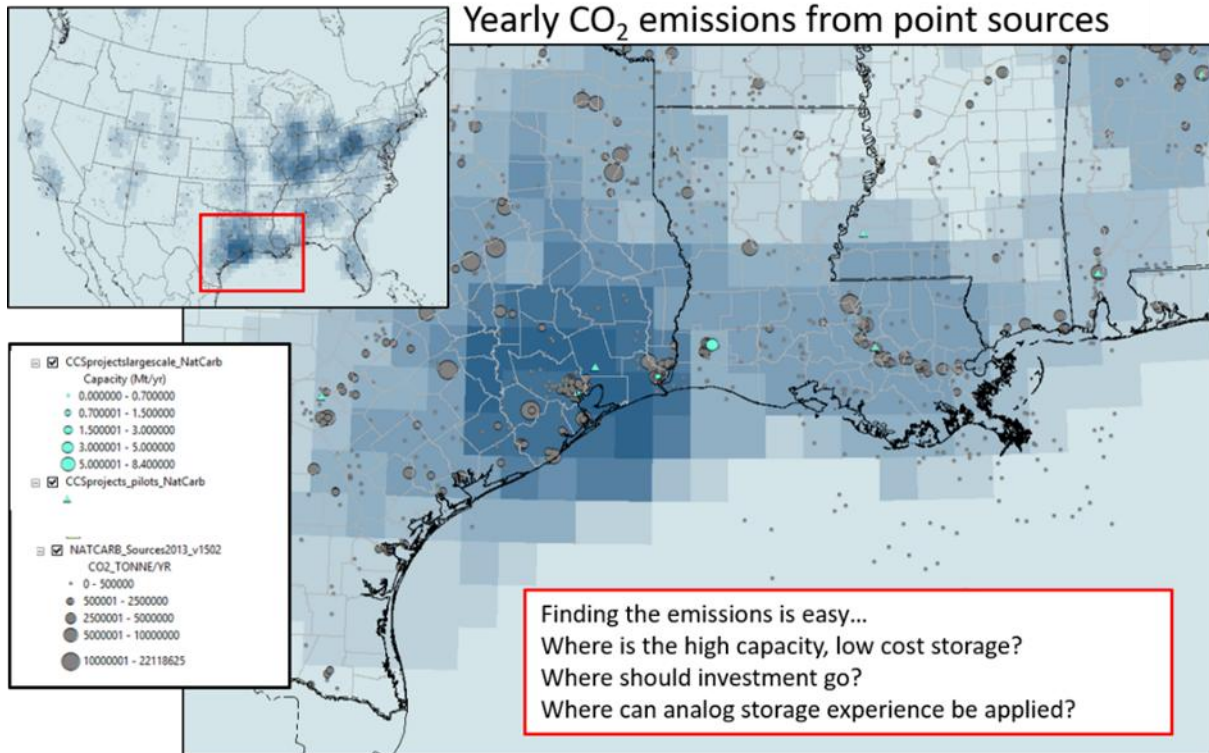 Yearly CO₂ emissions from point sources
CCSprojectslargescale_NatCarb
Capacity (Mt/yr)
0.000000 - 0.700000
0.700001 - 1.500000
1.500001 - 3.000000
3.000001 - 5.000000
5.000001 - 8.400000
CCSprojects_pilots_NatCarb
NATCARB_Sources2013_v1502
CO2_TONNE/YR
0 - 500000
500001 - 2500000
2500001 - 5000000
5000001 - 10000000
10000001 - 22118625
Finding the emissions is easy...
Where is the high capacity, low cost storage?
Where should investment go?
Where can analog storage experience be applied?